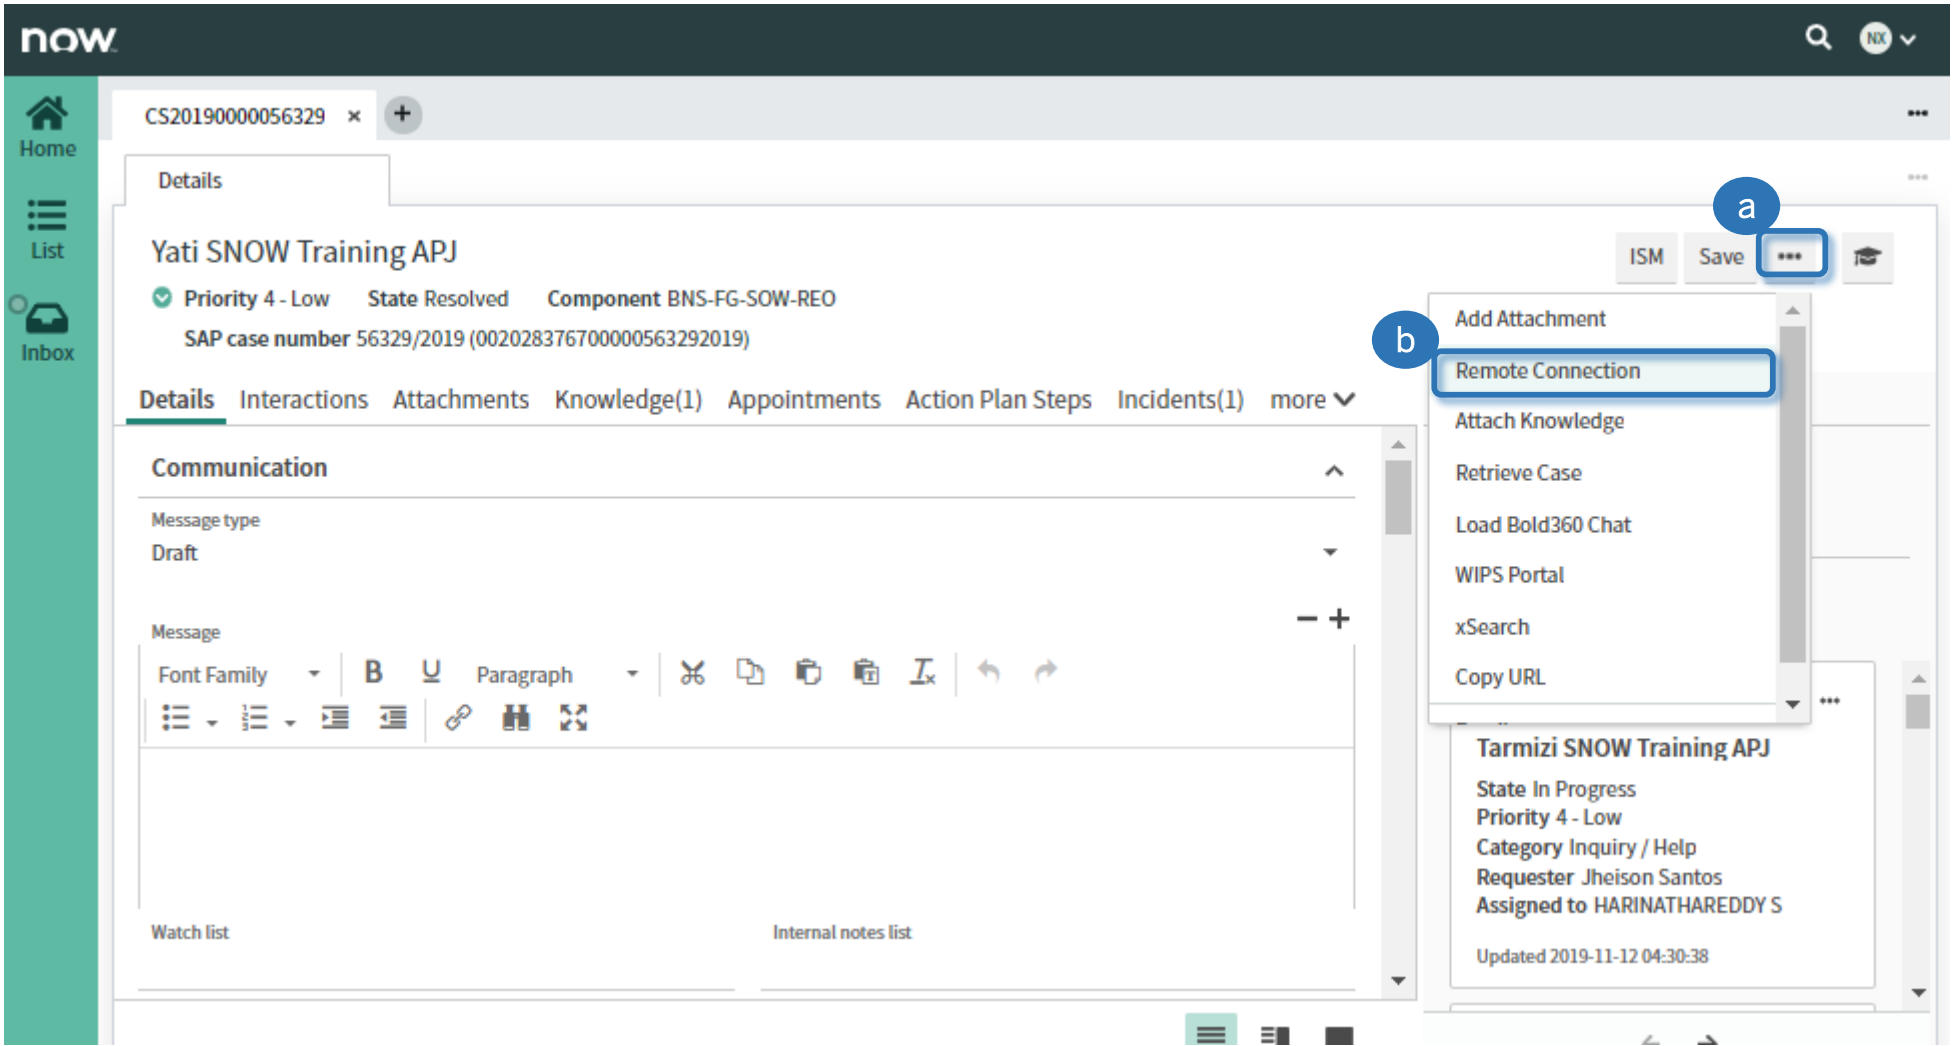 now
NX
Home
List
Inbox
CS20190000056329
Details
Yati SNOW Training APJ
Priority 4 - Low State Resolved Component BNS-FG-SOW-REO
SAP case number 56329/2019 (002028376700000563292019)
a
ISM Save
Details Interactions Attachments Knowledge(1) Appointments Action Plan Steps Incidents(1) more
b
Add Attachment
Remote Connection
Attach Knowledge
Retrieve Case
Load Bold360 Chat
WIPS Portal
xSearch
Copy URL
Communication
Message type
Draft
Message
Font Family B U Paragraph
Watch list
Internal notes list
Tarmizi SNOW Training APJ
State In Progress
Priority 4 - Low
Category Inquiry / Help
Requester Jheison Santos
Assigned to HARINATHAREDDY S
Updated 2019-11-12 04:30:38